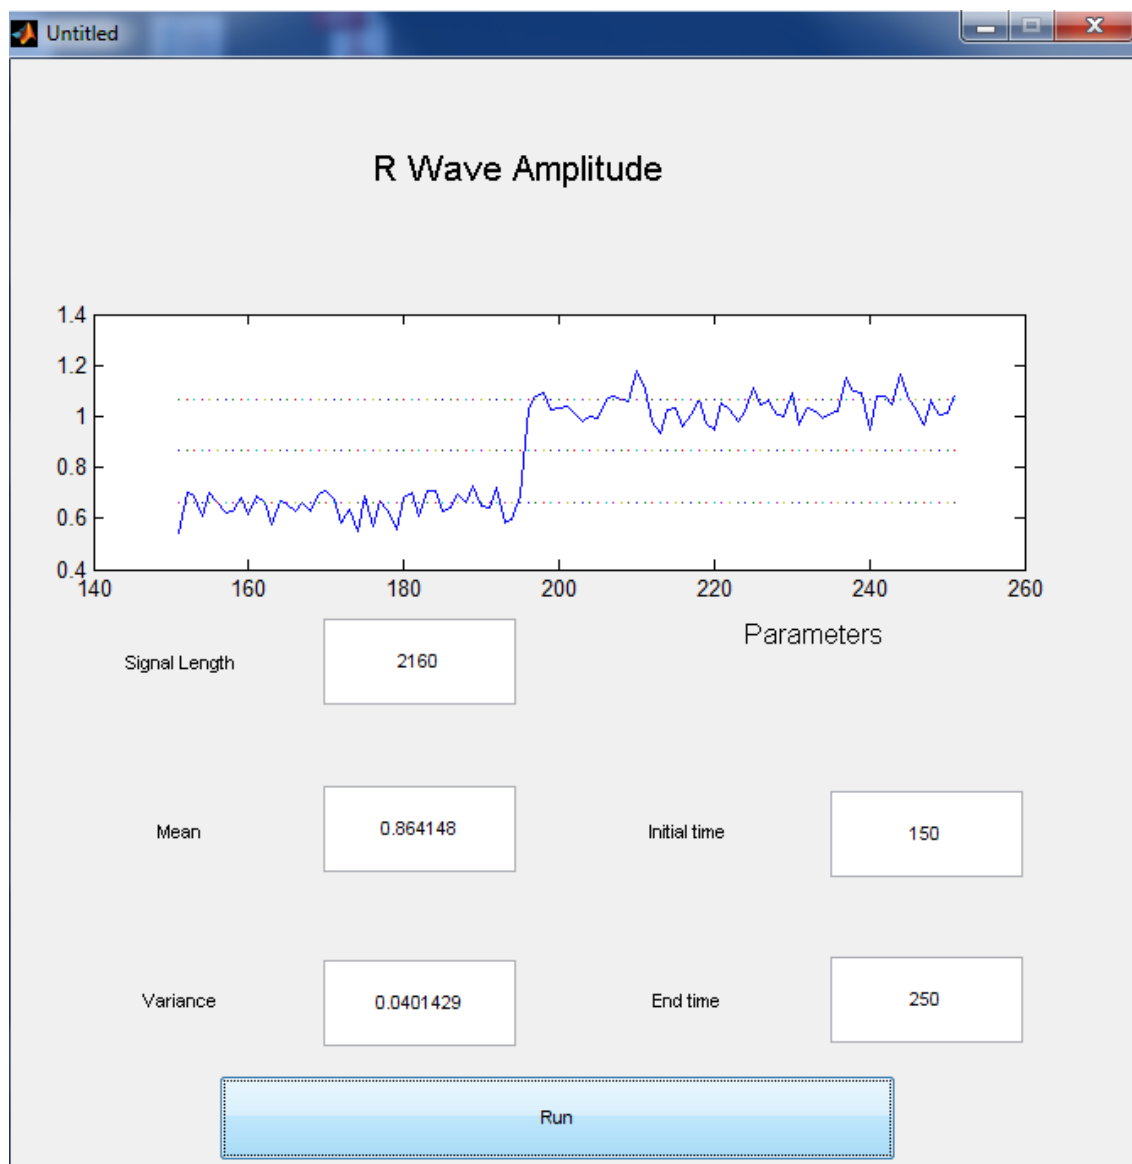 Untitled
R Wave Amplitude
1.4
1.2
1
0.8
0.6
0.4
140 160 180 200 220 240 260
Parameters
Signal Length 2160
Mean 0.864148 Initial time 150
Variance 0.0401429 End time 250
Run